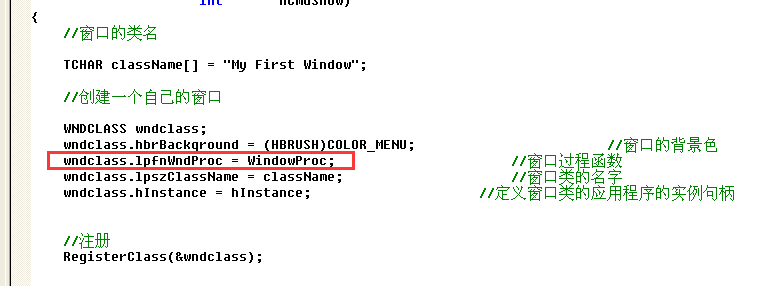 int nCmdShow)
{
//窗口的类名
TCHAR className[] = "My First Window";
//创建一个自己的窗口
WNDCLASS wndclass;
wndclass.hbrBackground = (HBRUSH)COLOR_MENU; //窗口的背景色
wndclass.lpfnWndProc = WindowProc; //窗口过程函数
wndclass.lpszClassName = className; //窗口类的名字
wndclass.hInstance = hInstance; //定义窗口类的应用程序的实例句柄
//注册
RegisterClass(&wndclass);